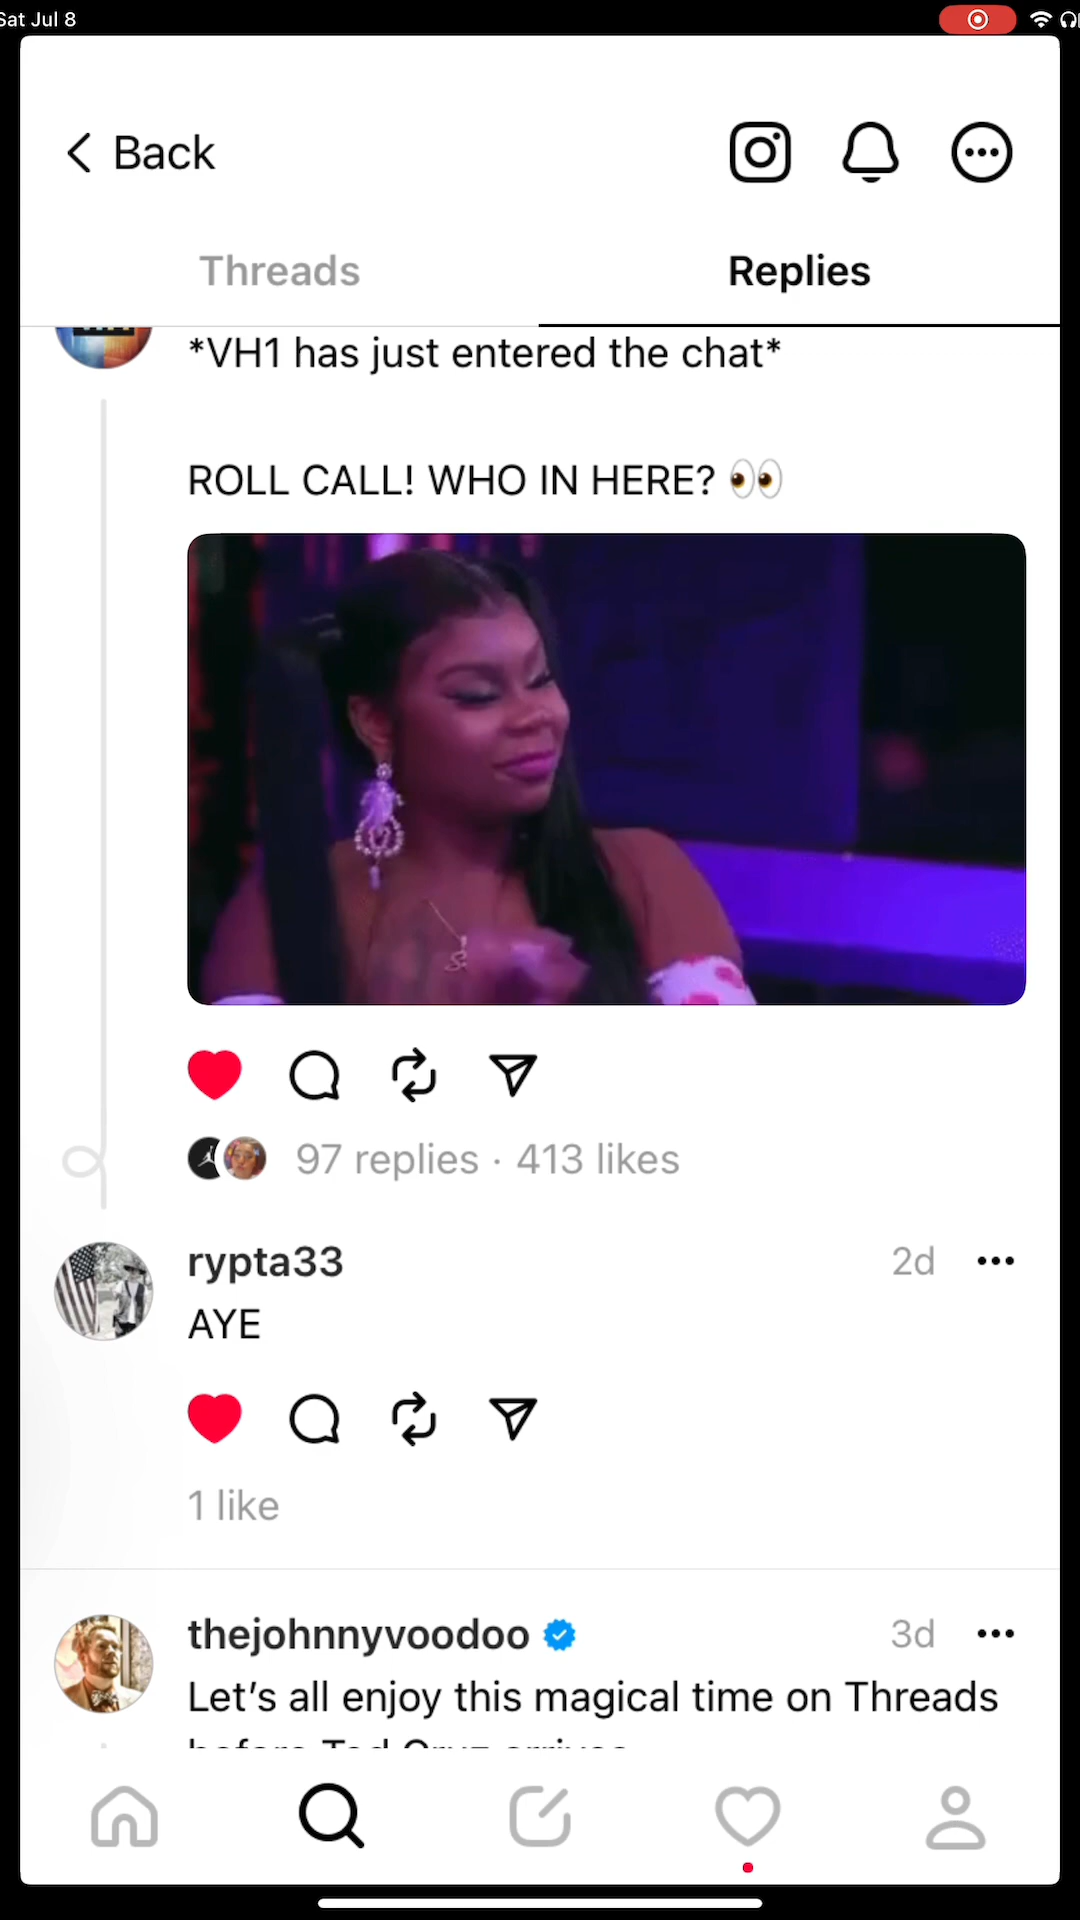 Sat Jul 8
Back
Threads Replies
*VH1 has just entered the chat*
ROLL CALL! WHO IN HERE? 👀
97 replies · 413 likes
rypta33 2d
AYE
1 like
thejohnnyvoodoo 3d
Let's all enjoy this magical time on Threads
before Ted Cruz arrives